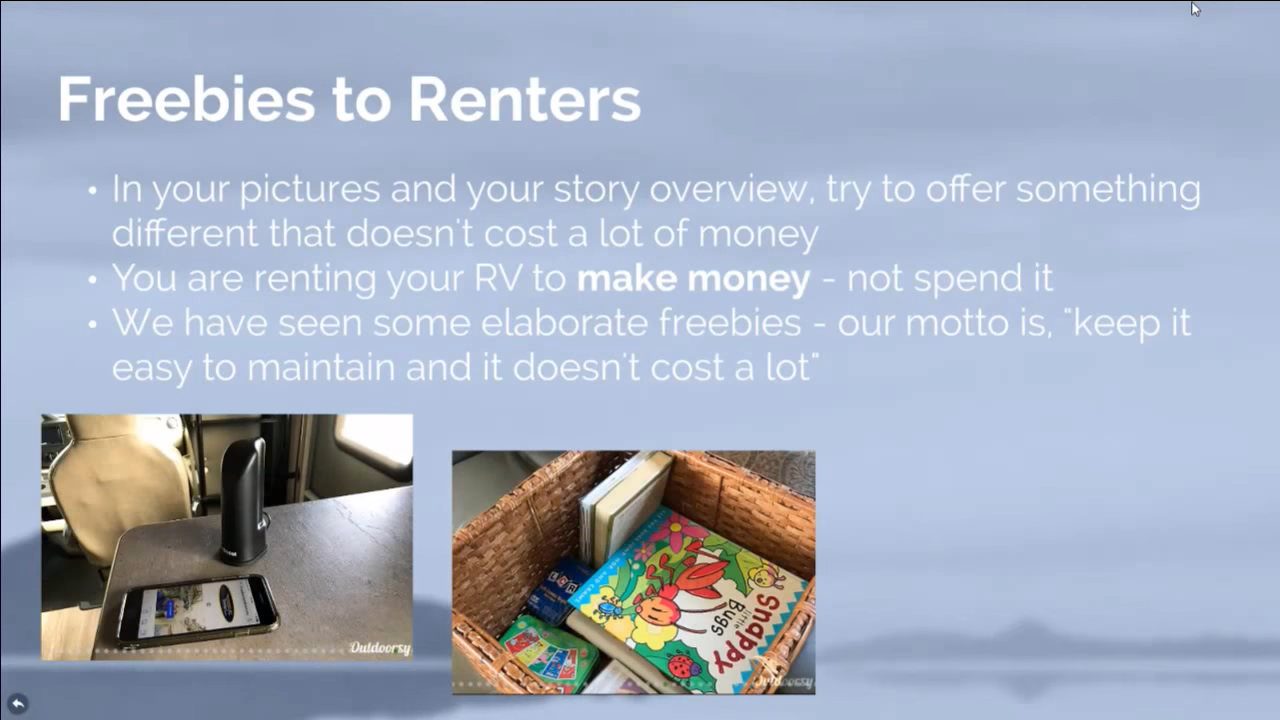 Freebies to Renters
• In your pictures and your story overview, try to offer something
different that doesn't cost a lot of money
• You are renting your RV to make money - not spend it
• We have seen some elaborate freebies - our motto is, "keep it
easy to maintain and it doesn't cost a lot"
Outdoorsy
Snappy
little
Bugs
Outdoorsy